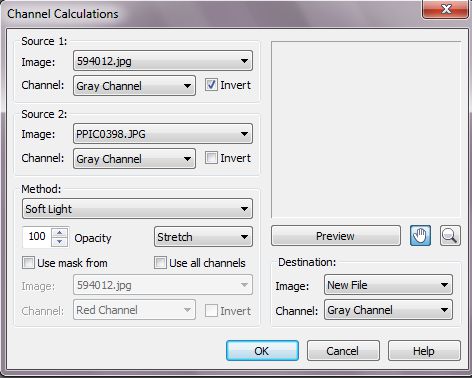 Channel Calculations
Source 1:
Image: 594012.jpg
Channel: Gray Channel Invert
Source 2:
Image: PPIC0398.JPG
Channel: Gray Channel Invert
Method:
Soft Light
100 Opacity Stretch
Use mask from Use all channels
Image: 594012.jpg
Channel: Red Channel Invert
Preview
Destination:
Image: New File
Channel: Gray Channel
OK Cancel Help